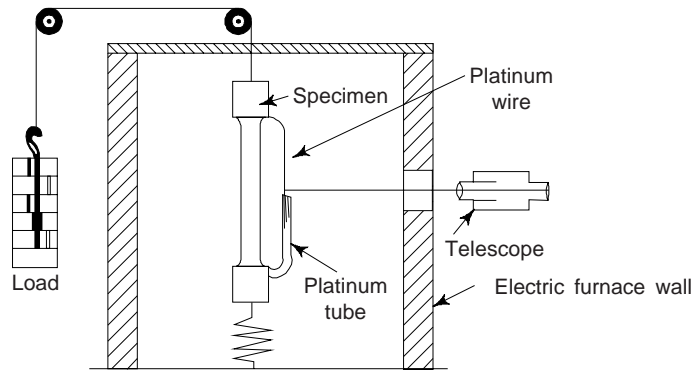 Platinum
wire
Specimen
Telescope
Load
Platinum
tube
Electric furnace wall